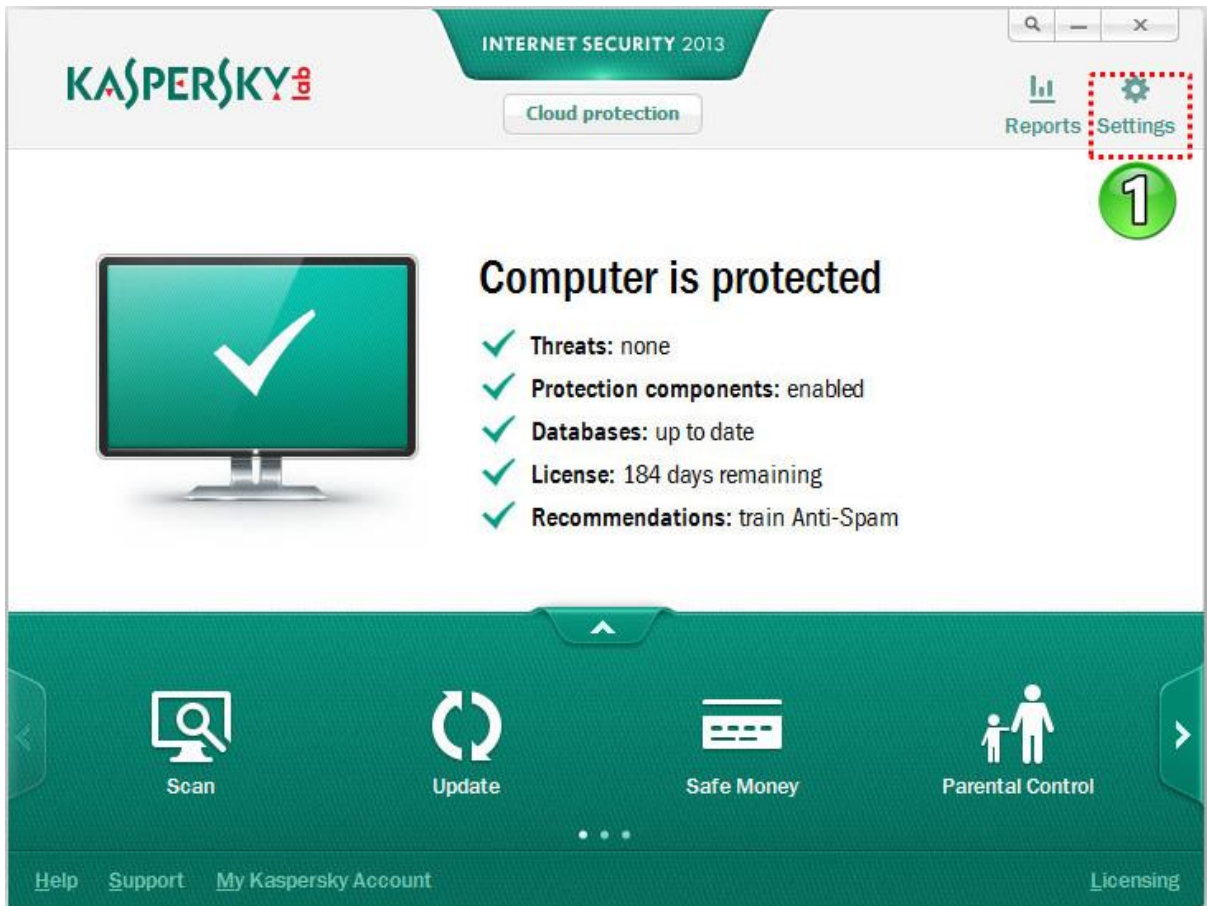 INTERNET SECURITY 2013
KASPERSKY lab
Cloud protection
Reports Settings
1
Computer is protected
Threats: none
Protection components: enabled
Databases: up to date
License: 184 days remaining
Recommendations: train Anti-Spam
Scan Update Safe Money Parental Control
Help Support My Kaspersky Account Licensing